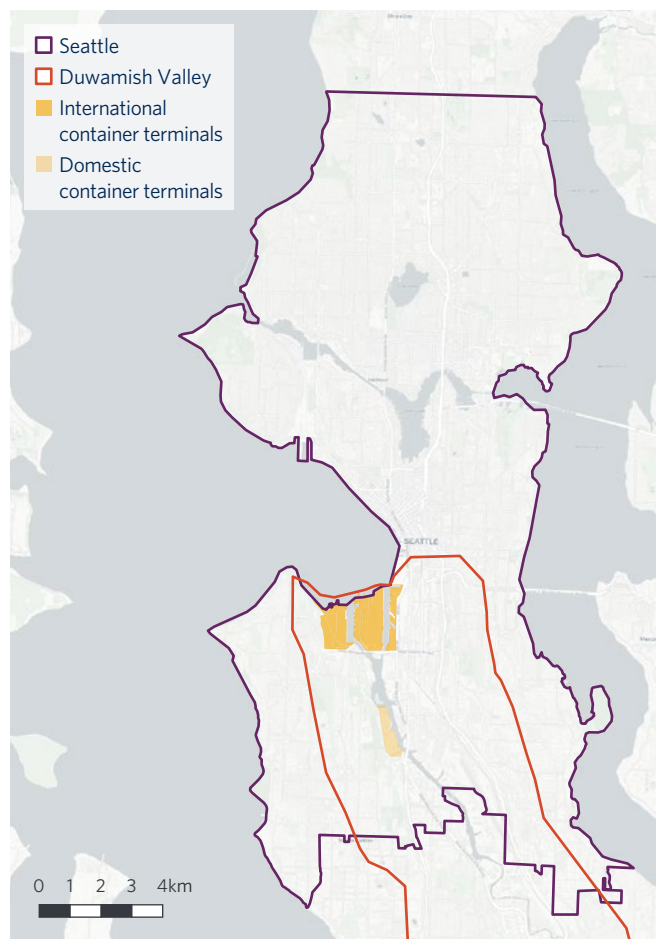 Seattle
Duwamish Valley
International
container terminals
Domestic
container terminals
SEATTLE
0 1 2 3 4km